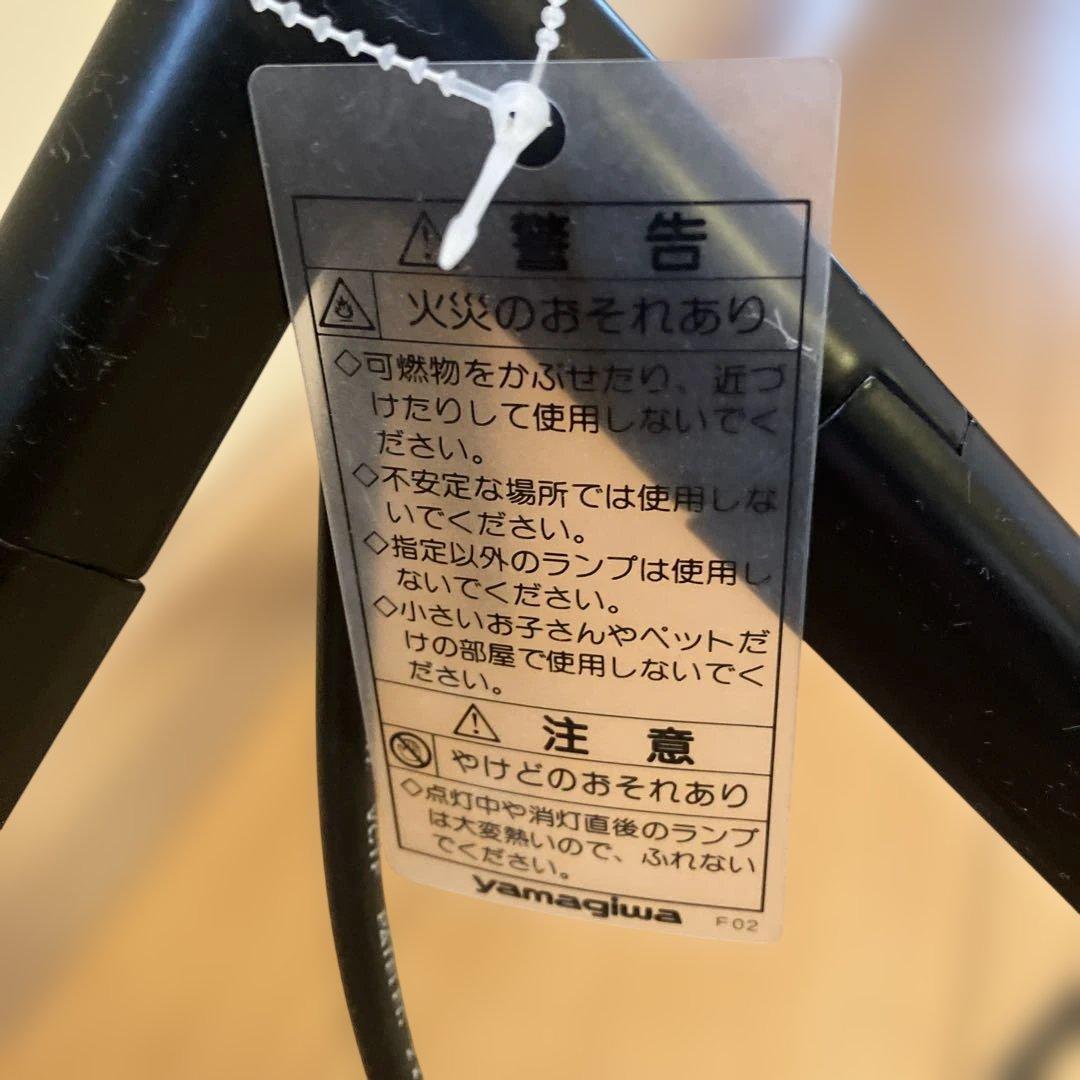 警告
火災のおそれあり
◇可燃物をかぶせたり、近づ
けたりして使用しないでく
ださい。
◇不安定な場所では使用しな
いでください。
◇指定以外のランプは使用し
ないでください。
◇小さいお子さんやペットだ
けの部屋で使用しないでく
ださい。
注意
やけどのおそれあり
◇点灯中や消灯直後のランプ
は大変熱いので、ふれない
でください。
yamagiwa
F02